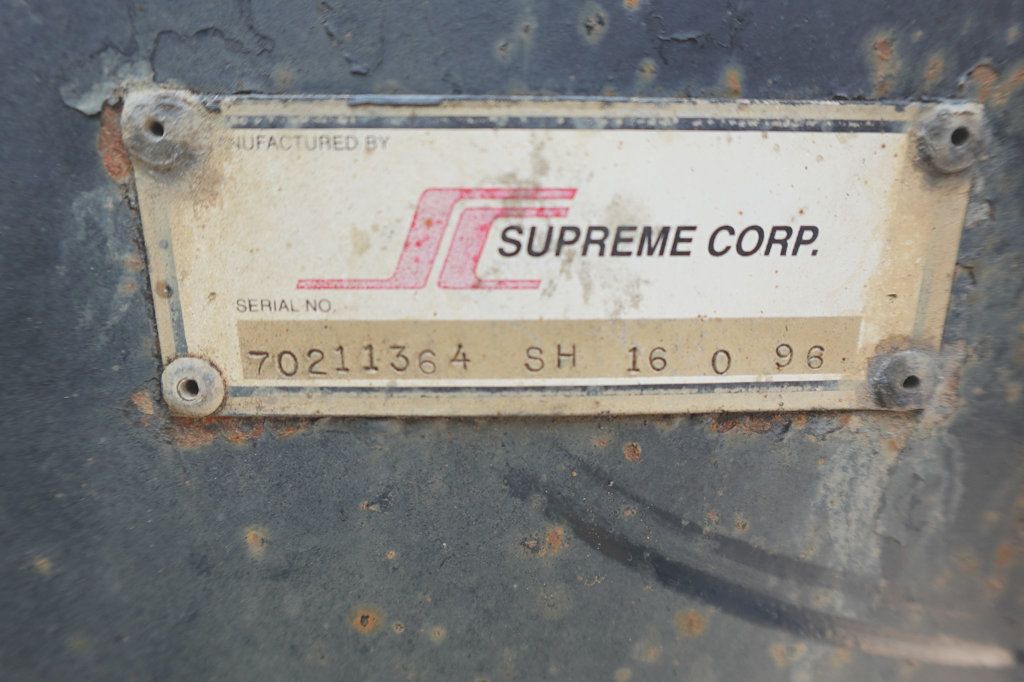 NUFACTURED BY
SUPREME CORP.
SERIAL NO.
70211364 SH 16 0 96